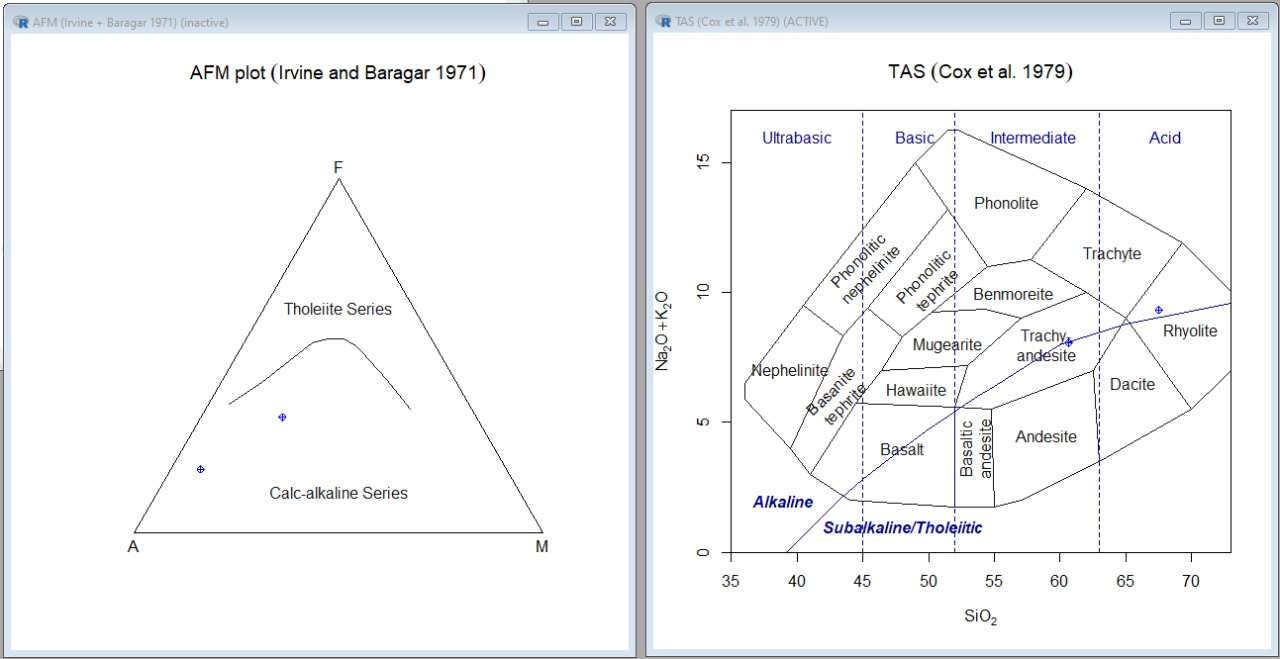 AFM (Irvine + Baragar 1971) (inactive)
AFM plot (Irvine and Baragar 1971)
F
Tholeiite Series
Calc-alkaline Series
A
M
TAS (Cox et al. 1979) (ACTIVE)
TAS (Cox et al. 1979)
Ultrabasic
Basic
Intermediate
Acid
Phonolite
Trachyte
Phonolitic
nephelinite
Phonolitic
tephrite
Benmoreite
Mugearite
Trachy-
andesite
Rhyolite
Nephelinite
Basanite
tephrite
Hawaiite
Dacite
Basalt
Basaltic
andesite
Andesite
Alkaline
Subalkaline/Tholeiitic
Na₂O+K₂O
15
10
5
0
35
40
45
50
55
60
65
70
SiO₂